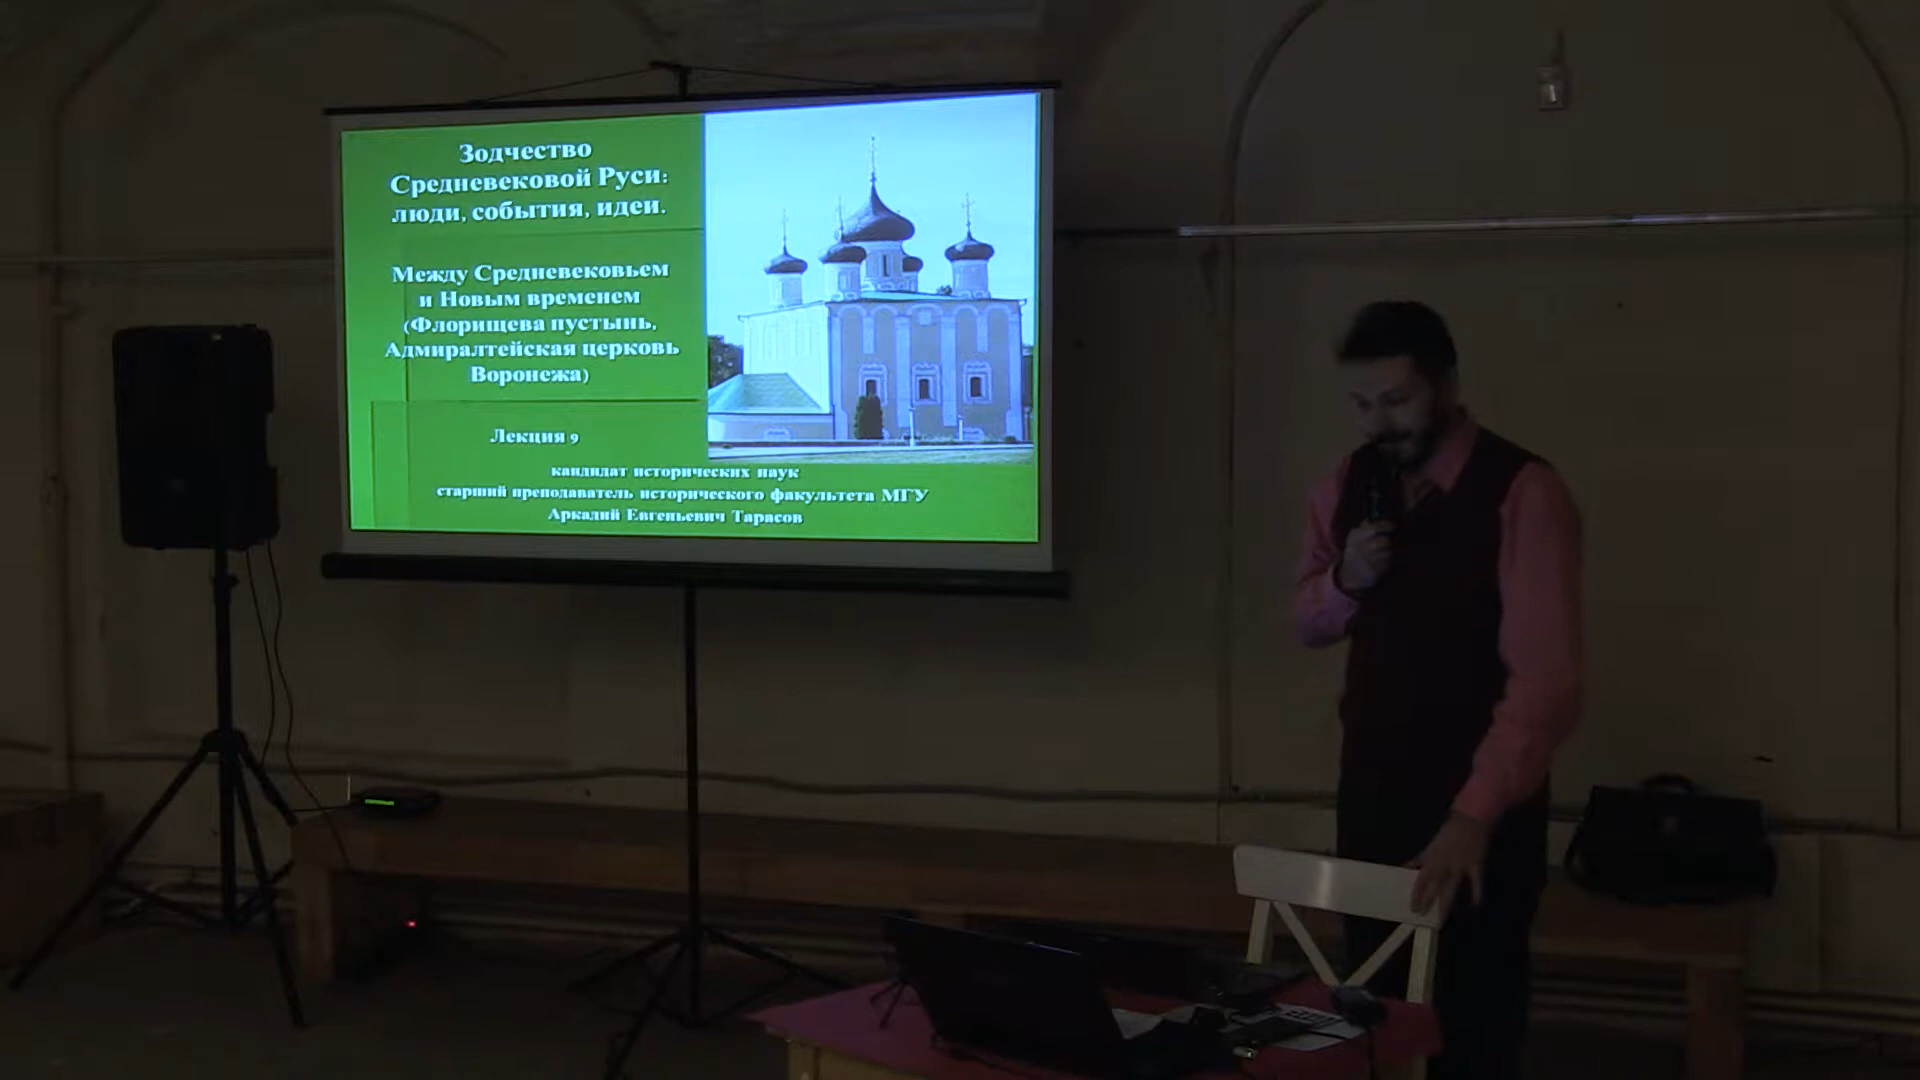 Зодчество
Средневековой Руси:
люди, события, идеи.
Между Средневековьем
и Новым временем
(Флорищева пустынь,
Адмиралтейская церковь
Воронежа)
Лекция 9
кандидат исторических наук
старший преподаватель исторического факультета МГУ
Аркадий Евгеньевич Тарасов